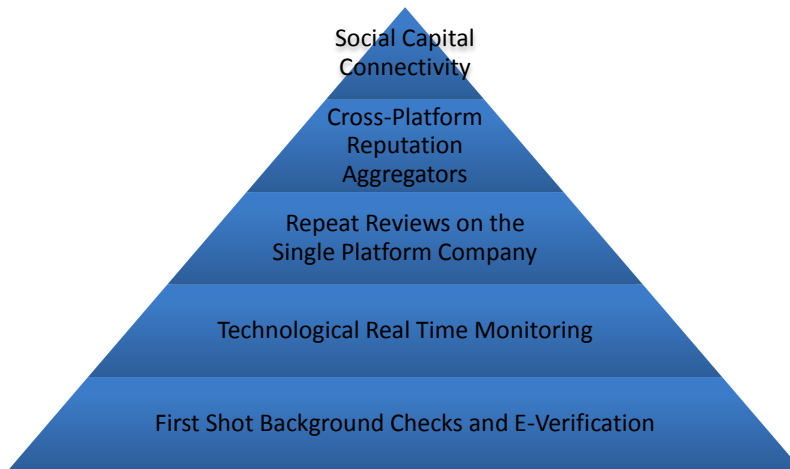 Social Capital
Connectivity
Cross-Platform
Reputation
Aggregators
Repeat Reviews on the
Single Platform Company
Technological Real Time Monitoring
First Shot Background Checks and E-Verification